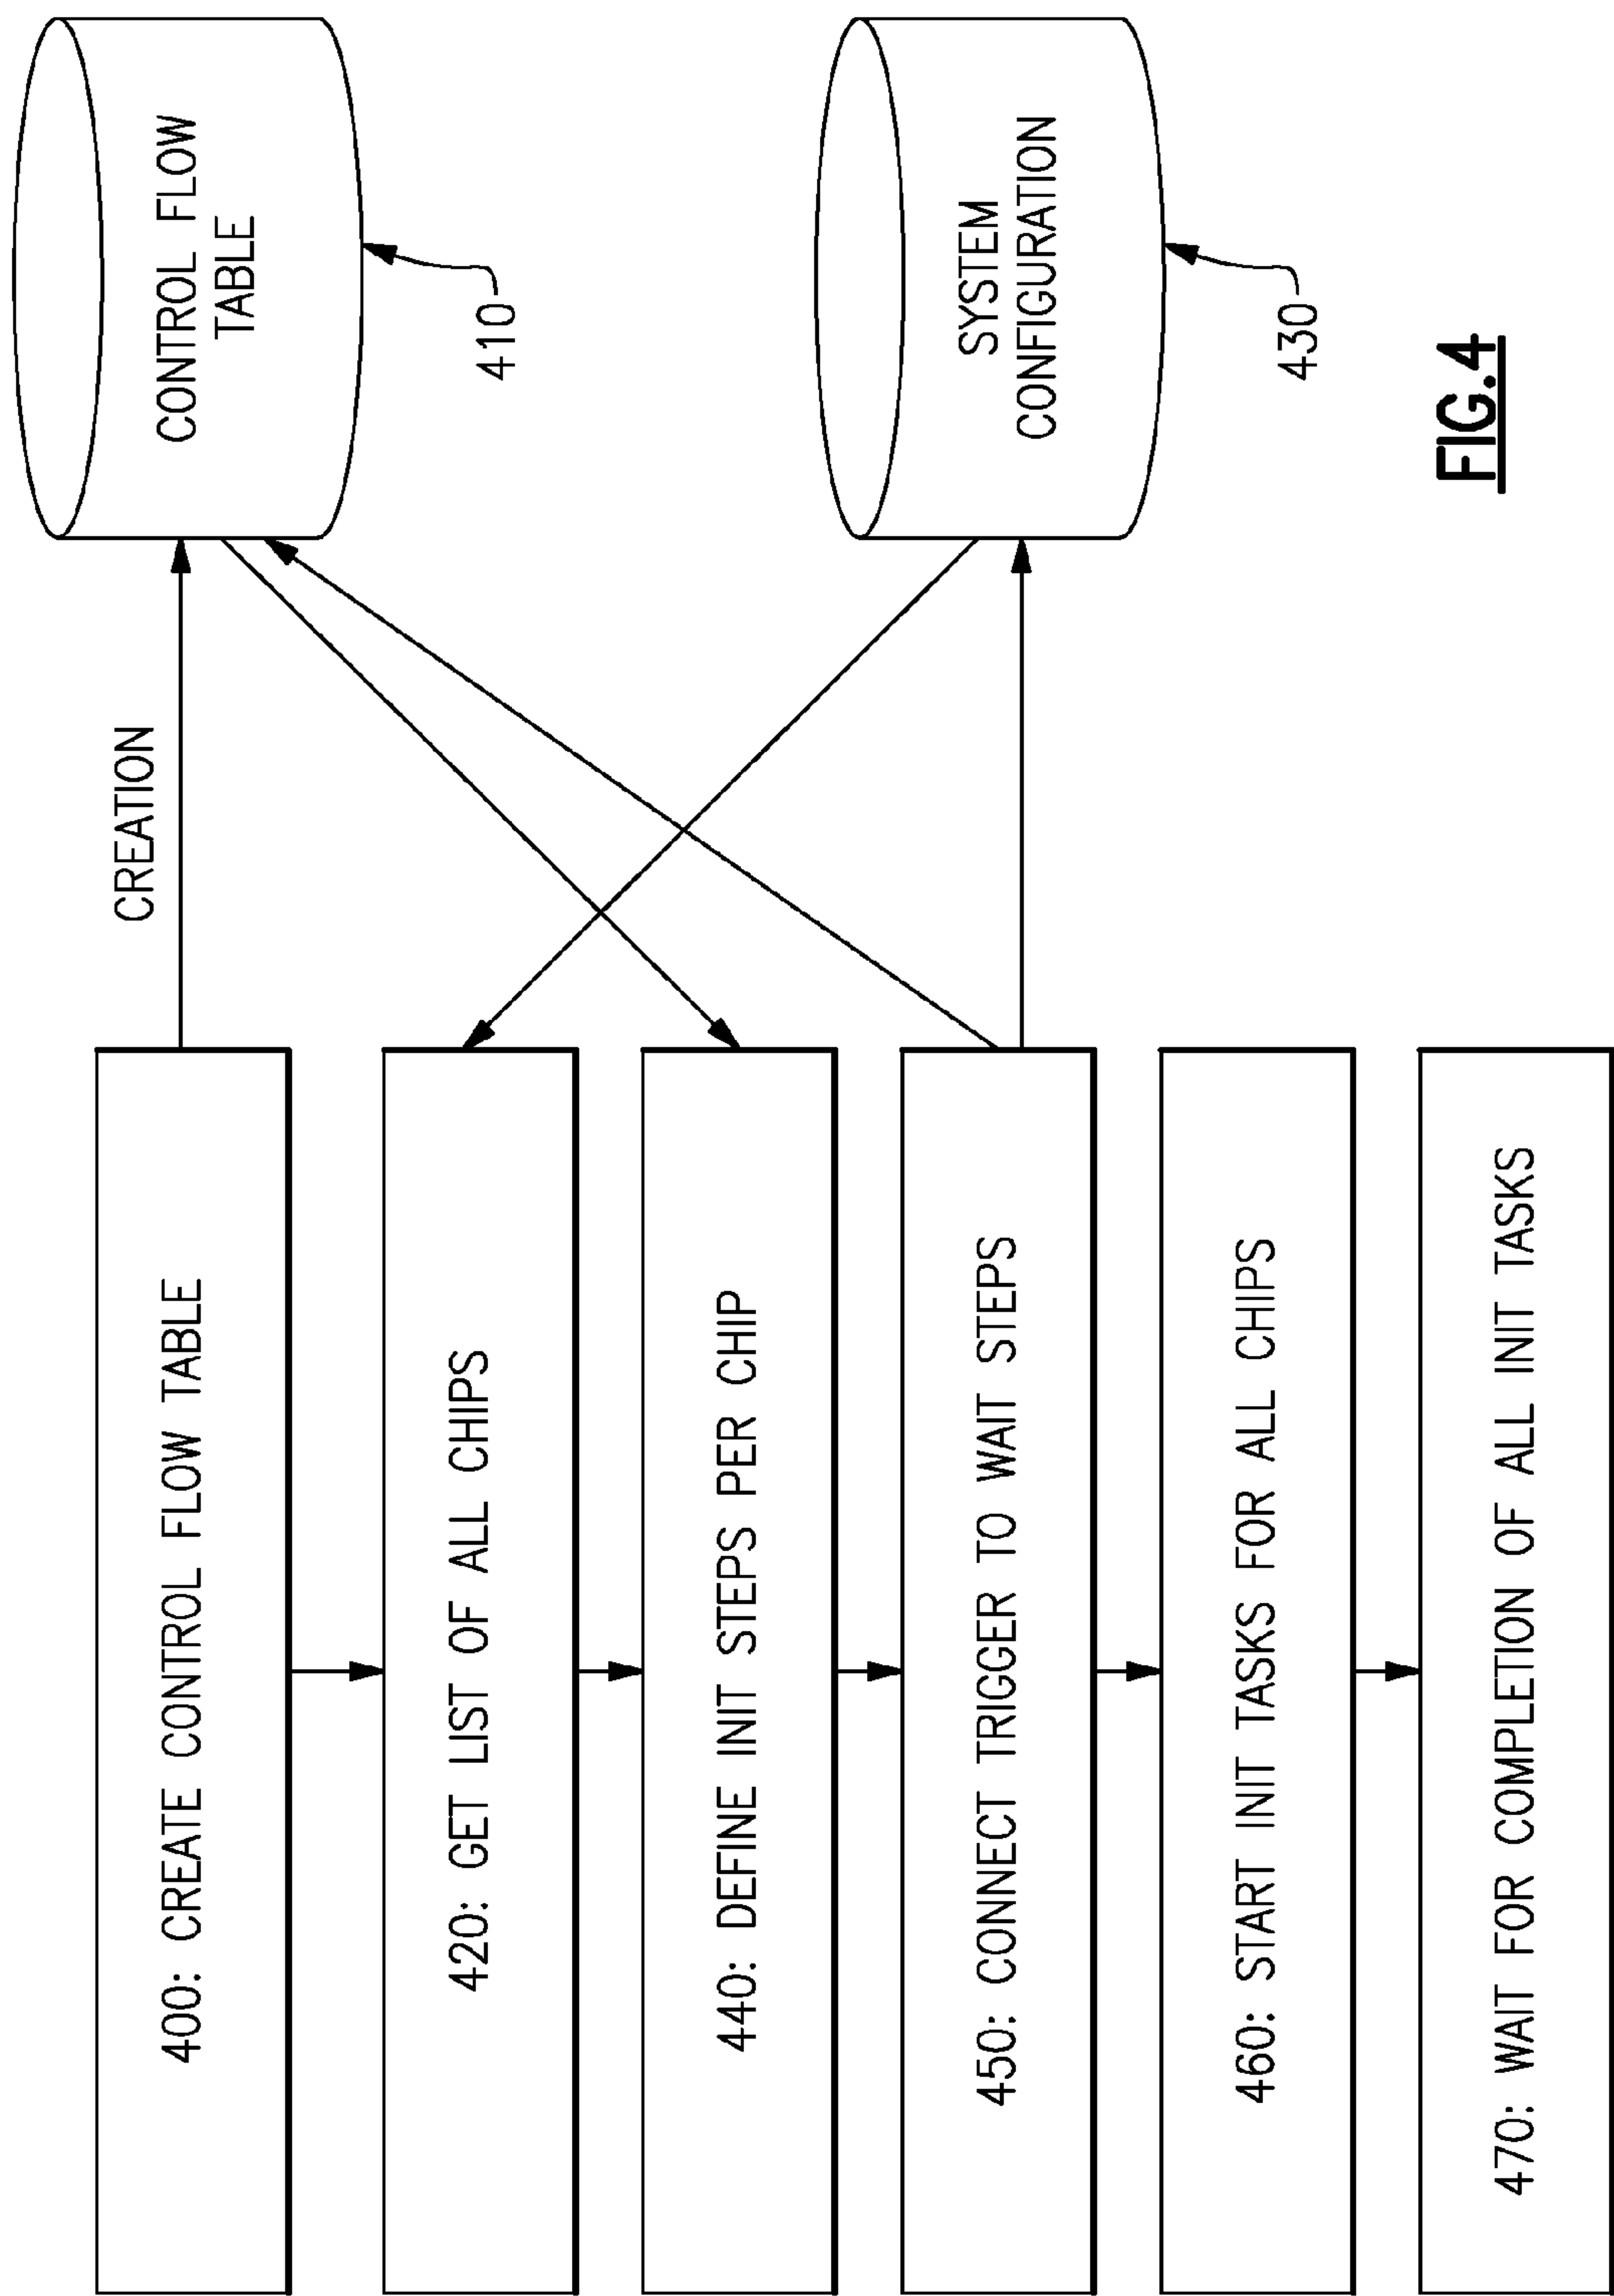 400: CREATE CONTROL FLOW TABLE
CREATION
CONTROL FLOW
TABLE
410
420: GET LIST OF ALL CHIPS
440: DEFINE INIT STEPS PER CHIP
450: CONNECT TRIGGER TO WAIT STEPS
SYSTEM
CONFIGURATION
430
460: START INIT TASKS FOR ALL CHIPS
470: WAIT FOR COMPLETION OF ALL INIT TASKS
FIG.4